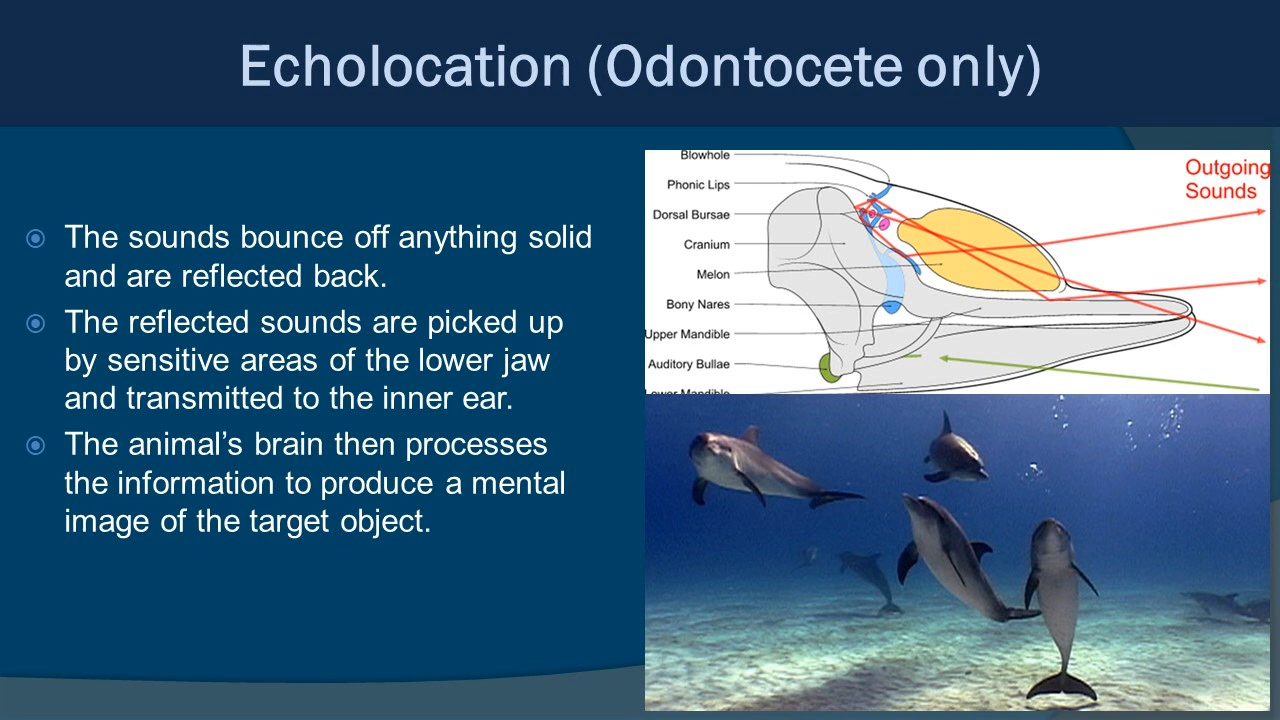 Echolocation (Odontocete only)
The sounds bounce off anything solid
and are reflected back.
The reflected sounds are picked up
by sensitive areas of the lower jaw
and transmitted to the inner ear.
The animal’s brain then processes
the information to produce a mental
image of the target object.
Blowhole
Phonic Lips
Dorsal Bursae
Cranium
Melon
Bony Nares
Upper Mandible
Auditory Bullae
Lower Mandible
Outgoing
Sounds